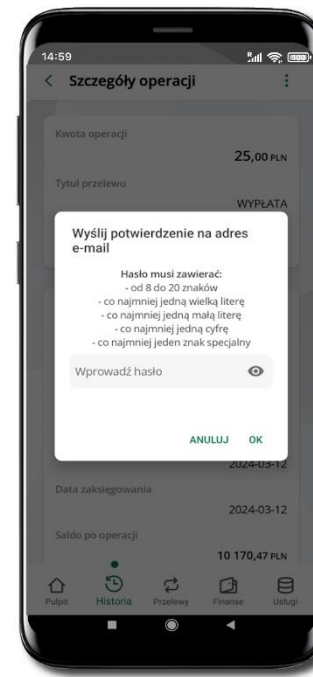 14:59
Szczegóły operacji
Kwota operacji
25,00 PLN
Tytuł przelewu
WYPŁATA
Wyślij potwierdzenie na adres
e-mail
Hasło musi zawierać:
- od 8 do 20 znaków
- co najmniej jedną wielką literę
- co najmniej jedną małą literę
- co najmniej jedną cyfrę
- co najmniej jeden znak specjalny
Wprowadź hasło
ANULUJ OK
2024-03-12
Data zaksięgowania
2024-03-12
Saldo po operacji
10 170,47 PLN
Pulpit Historia Przelewy Finanse Usługi